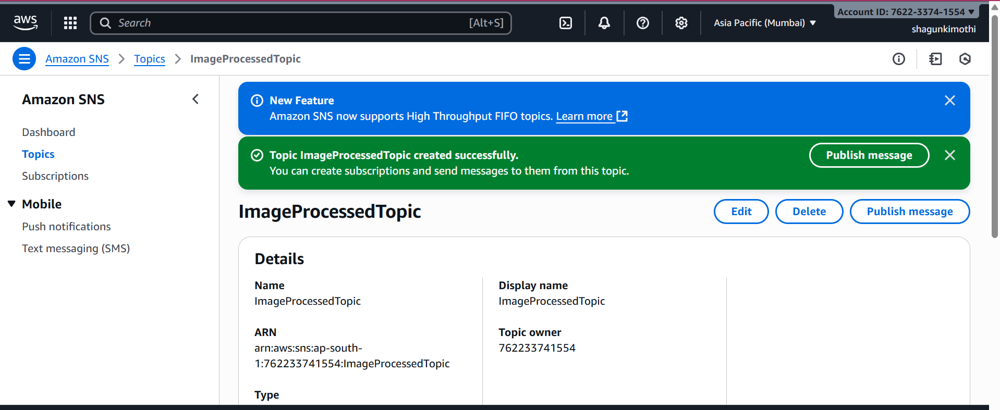 aws
Search
[Alt+S]
Asia Pacific (Mumbai)
Account ID: 7622-3374-1554
shagunkimothi
Amazon SNS
Topics
ImageProcessedTopic
Amazon SNS
Dashboard
Topics
Subscriptions
Mobile
Push notifications
Text messaging (SMS)
New Feature
Amazon SNS now supports High Throughput FIFO topics. Learn more
Topic ImageProcessedTopic created successfully.
You can create subscriptions and send messages to them from this topic.
Publish message
ImageProcessedTopic
Edit
Delete
Publish message
Details
Name
ImageProcessedTopic
Display name
ImageProcessedTopic
ARN
arn:aws:sns:ap-south-
1:762233741554:ImageProcessedTopic
Topic owner
762233741554
Type